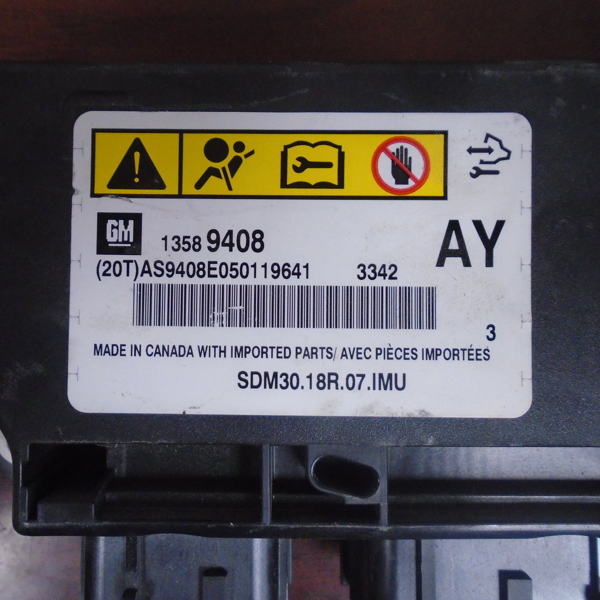 GM 1358 9408 AY
(20T)AS9408E050119641 3342
3
MADE IN CANADA WITH IMPORTED PARTS/ AVEC PIÈCES IMPORTÉES
SDM30.18R.07.IMU